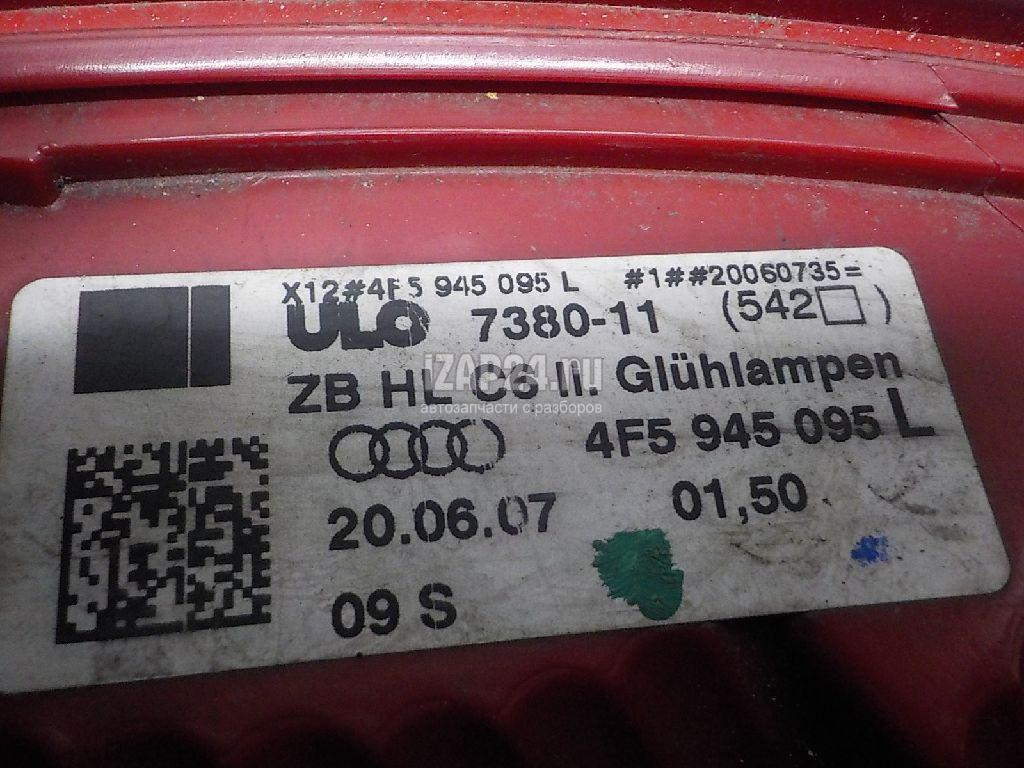 X12#4F5 945 095 L #1##20060735=
ULO 7380-11 (542□)
ZB HL C6 li. Glühlampen
iZAP24.ru
автозапчасти с разборов
4F5 945 095 L
20.06.07 01,50
09 S